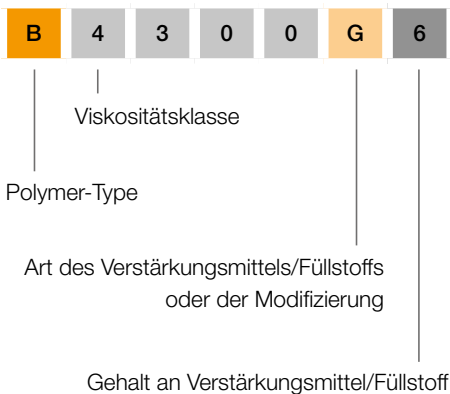 B 4 3 0 0 G 6
Viskositätsklasse
Polymer-Type
Art des Verstärkungsmittels/Füllstoffs
oder der Modifizierung
Gehalt an Verstärkungsmittel/Füllstoff